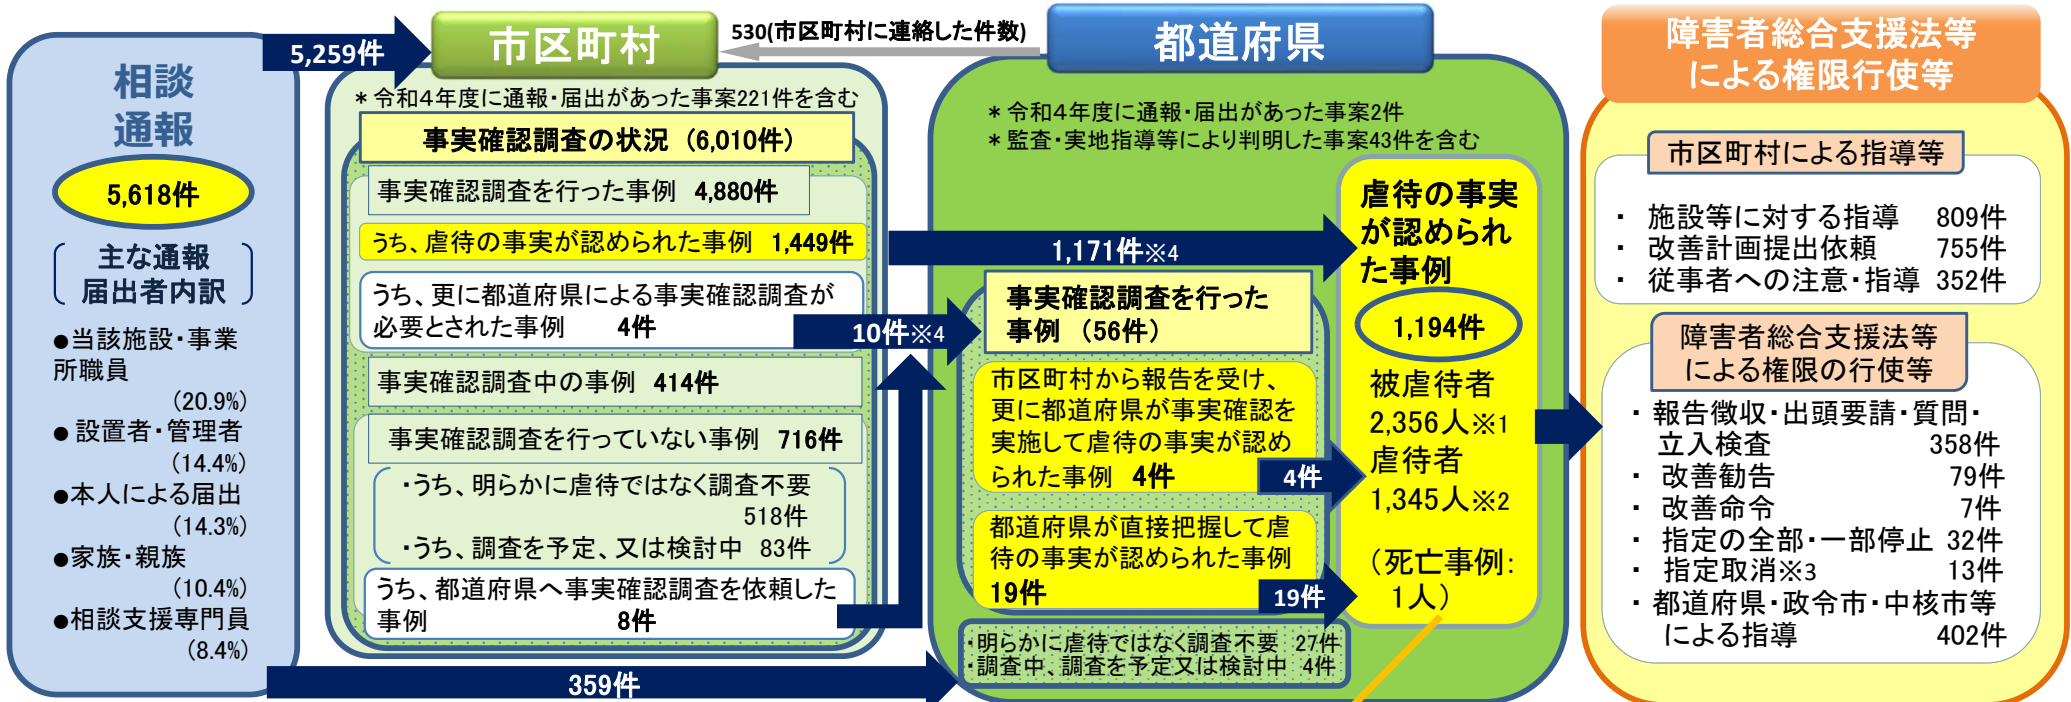 相談
通報
5,618件
主な通報
届出者内訳
●当該施設・事業
所職員
(20.9%)
●設置者・管理者
(14.4%)
●本人による届出
(14.3%)
●家族・親族
(10.4%)
●相談支援専門員
(8.4%)
5,259件
359件
市区町村
530(市区町村に連絡した件数)
＊令和4年度に通報・届出があった事案221件を含む
事実確認調査の状況 (6,010件)
事実確認調査を行った事例 4,880件
うち、虐待の事実が認められた事例 1,449件
うち、更に都道府県による事実確認調査が
必要とされた事例 4件
事実確認調査中の事例 414件
事実確認調査を行っていない事例 716件
・うち、明らかに虐待ではなく調査不要
518件
・うち、調査を予定、又は検討中 83件
うち、都道府県へ事実確認調査を依頼した
事例 8件
都道府県
＊令和4年度に通報・届出があった事案2件
＊監査・実地指導等により判明した事案43件を含む
1,171件※4
10件※4
事実確認調査を行った
事例 (56件)
市区町村から報告を受け、
更に都道府県が事実確認を
実施して虐待の事実が認め
られた事例 4件
4件
都道府県が直接把握して虐
待の事実が認められた事例
19件
19件
・明らかに虐待ではなく調査不要 27件
・調査中、調査を予定又は検討中 4件
虐待の事実
が認められ
た事例
1,194件
被虐待者
2,356人※1
虐待者
1,345人※2
(死亡事例:
1人)
障害者総合支援法等
による権限行使等
市区町村による指導等
・ 施設等に対する指導 809件
・ 改善計画提出依頼 755件
・ 従事者への注意・指導 352件
障害者総合支援法等
による権限の行使等
・ 報告徴収・出頭要請・質問・
立入検査 358件
・ 改善勧告 79件
・ 改善命令 7件
・ 指定の全部・一部停止 32件
・ 指定取消※3 13件
・ 都道府県・政令市・中核市等
による指導 402件